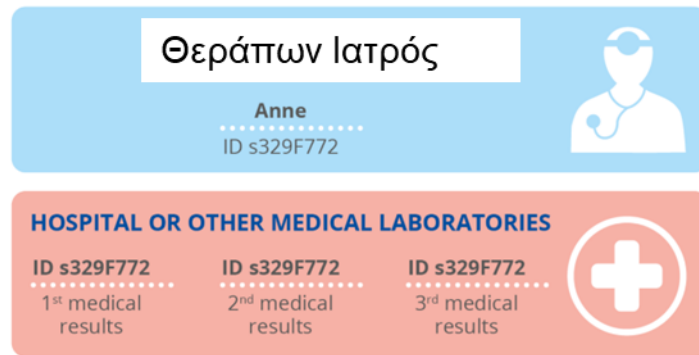 Θεράπων Ιατρός
Anne
ID s329F772
HOSPITAL OR OTHER MEDICAL LABORATORIES
ID s329F772 ID s329F772 ID s329F772
1st medical 2nd medical 3rd medical
results results results